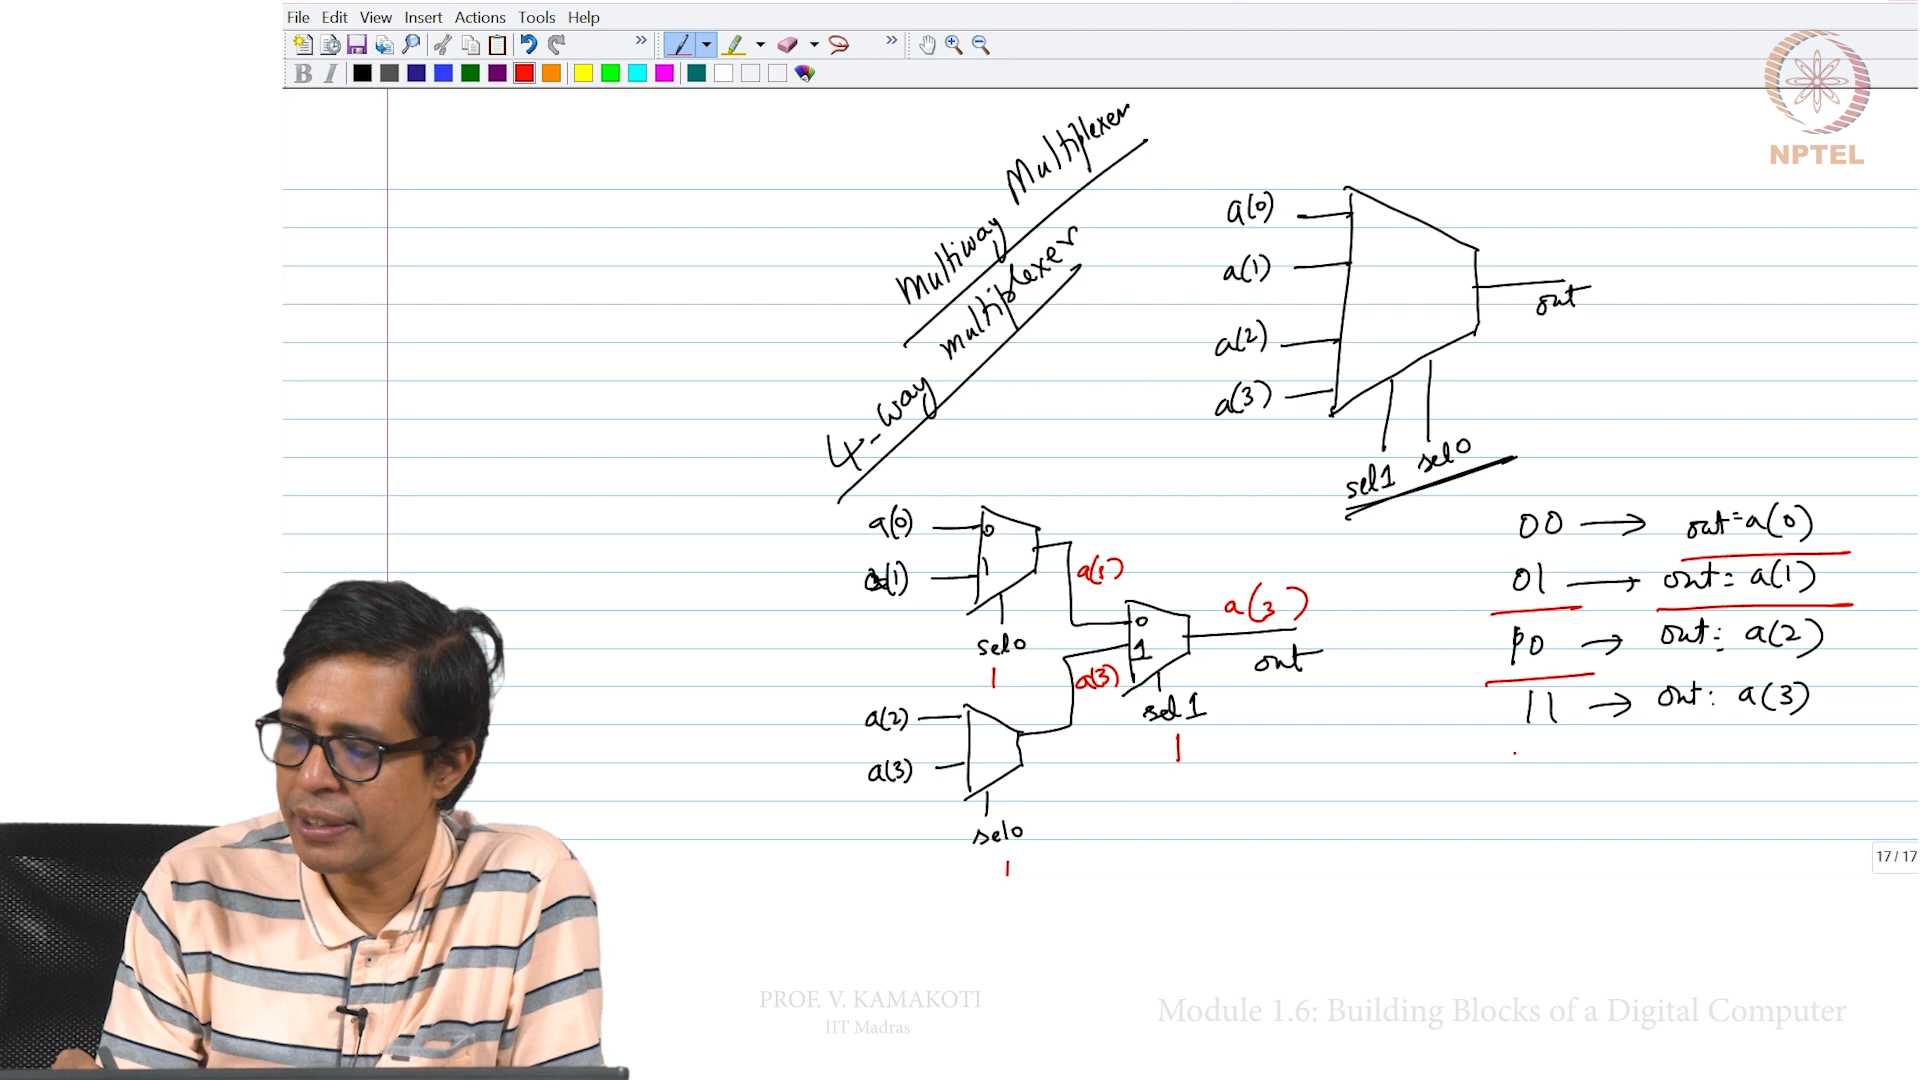 File Edit View Insert Actions Tools Help
B I
NPTEL
Multiway Multiplexer
4-way multiplexer
a(0)
a(1)
a(2)
a(3)
out
sel1 sel0
a(0)
0
a(1)
1
sel0
1
a(1)
a(2)
a(3)
sel0
1
a(3)
0
1
sel1
1
a(3)
out
00 → out=a(0)
01 → out= a(1)
10 → out= a(2)
11 → out: a(3)
17 / 17
PROF. V. KAMAKOTI
IIT Madras
Module 1.6: Building Blocks of a Digital Computer